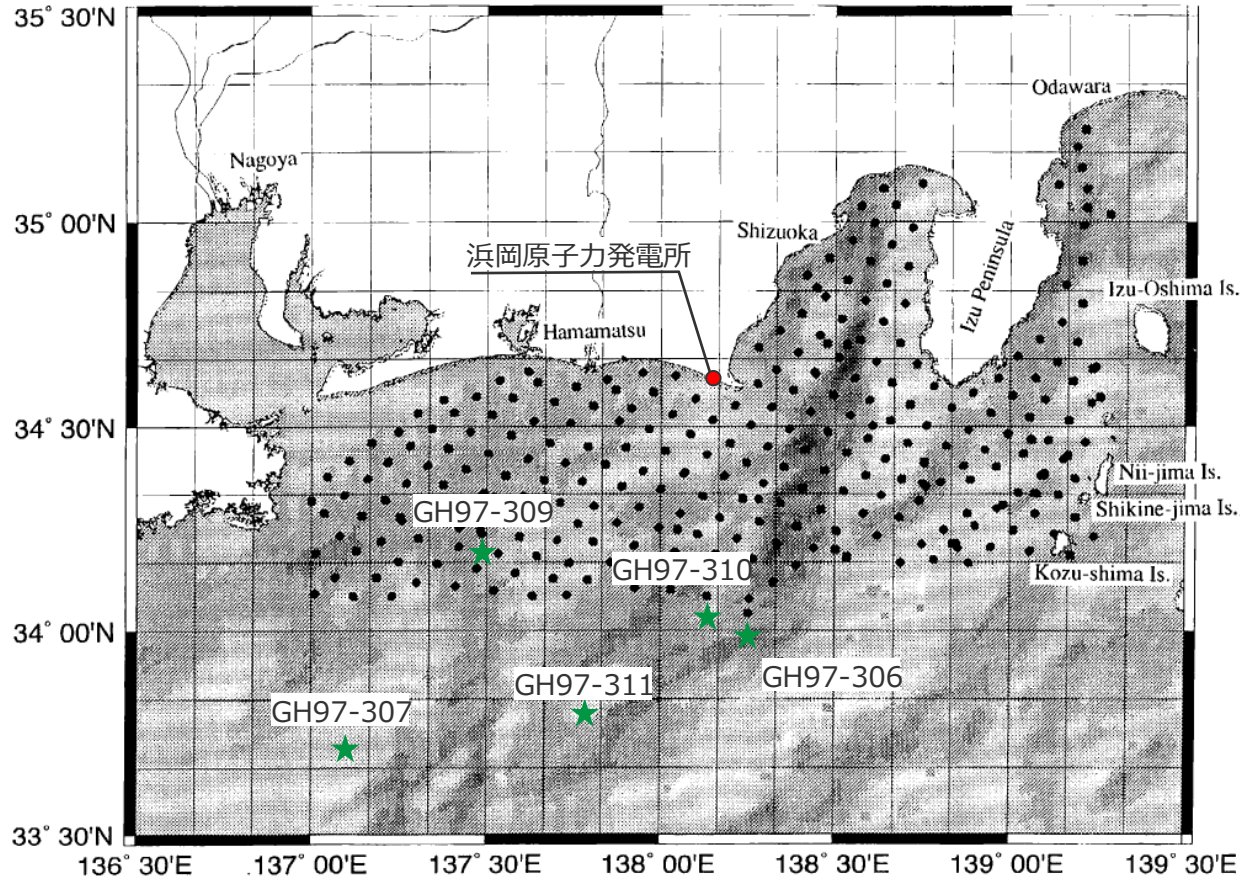 35° 30'N
Odawara
Nagoya
35° 00'N
Shizuoka
浜岡原子力発電所
Izu Peninsula
Izu-Oshima Is.
Hamamatsu
34° 30'N
Nii-jima Is.
GH97-309
Shikine-jima Is.
GH97-310
Kozu-shima Is.
34° 00'N
GH97-306
GH97-311
GH97-307
33° 30'N
136° 30'E
.137° 00'E
137° 30'E
138° 00'E
138° 30'E
139° 00'E
139° 30'E